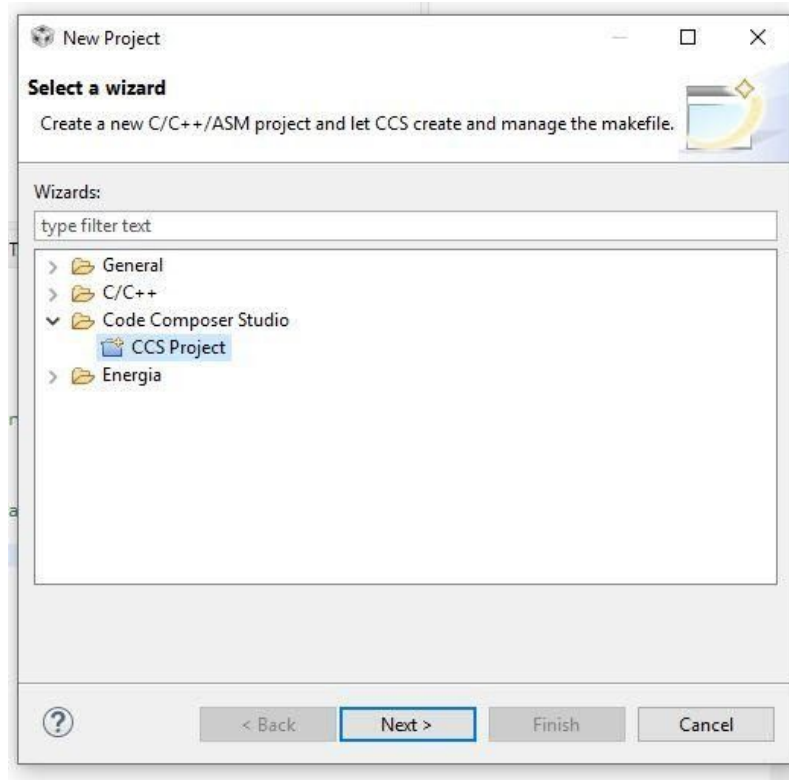 New Project
Select a wizard
Create a new C/C++/ASM project and let CCS create and manage the makefile.
Wizards:
type filter text
General
C/C++
Code Composer Studio
CCS Project
Energia
?
< Back Next > Finish Cancel